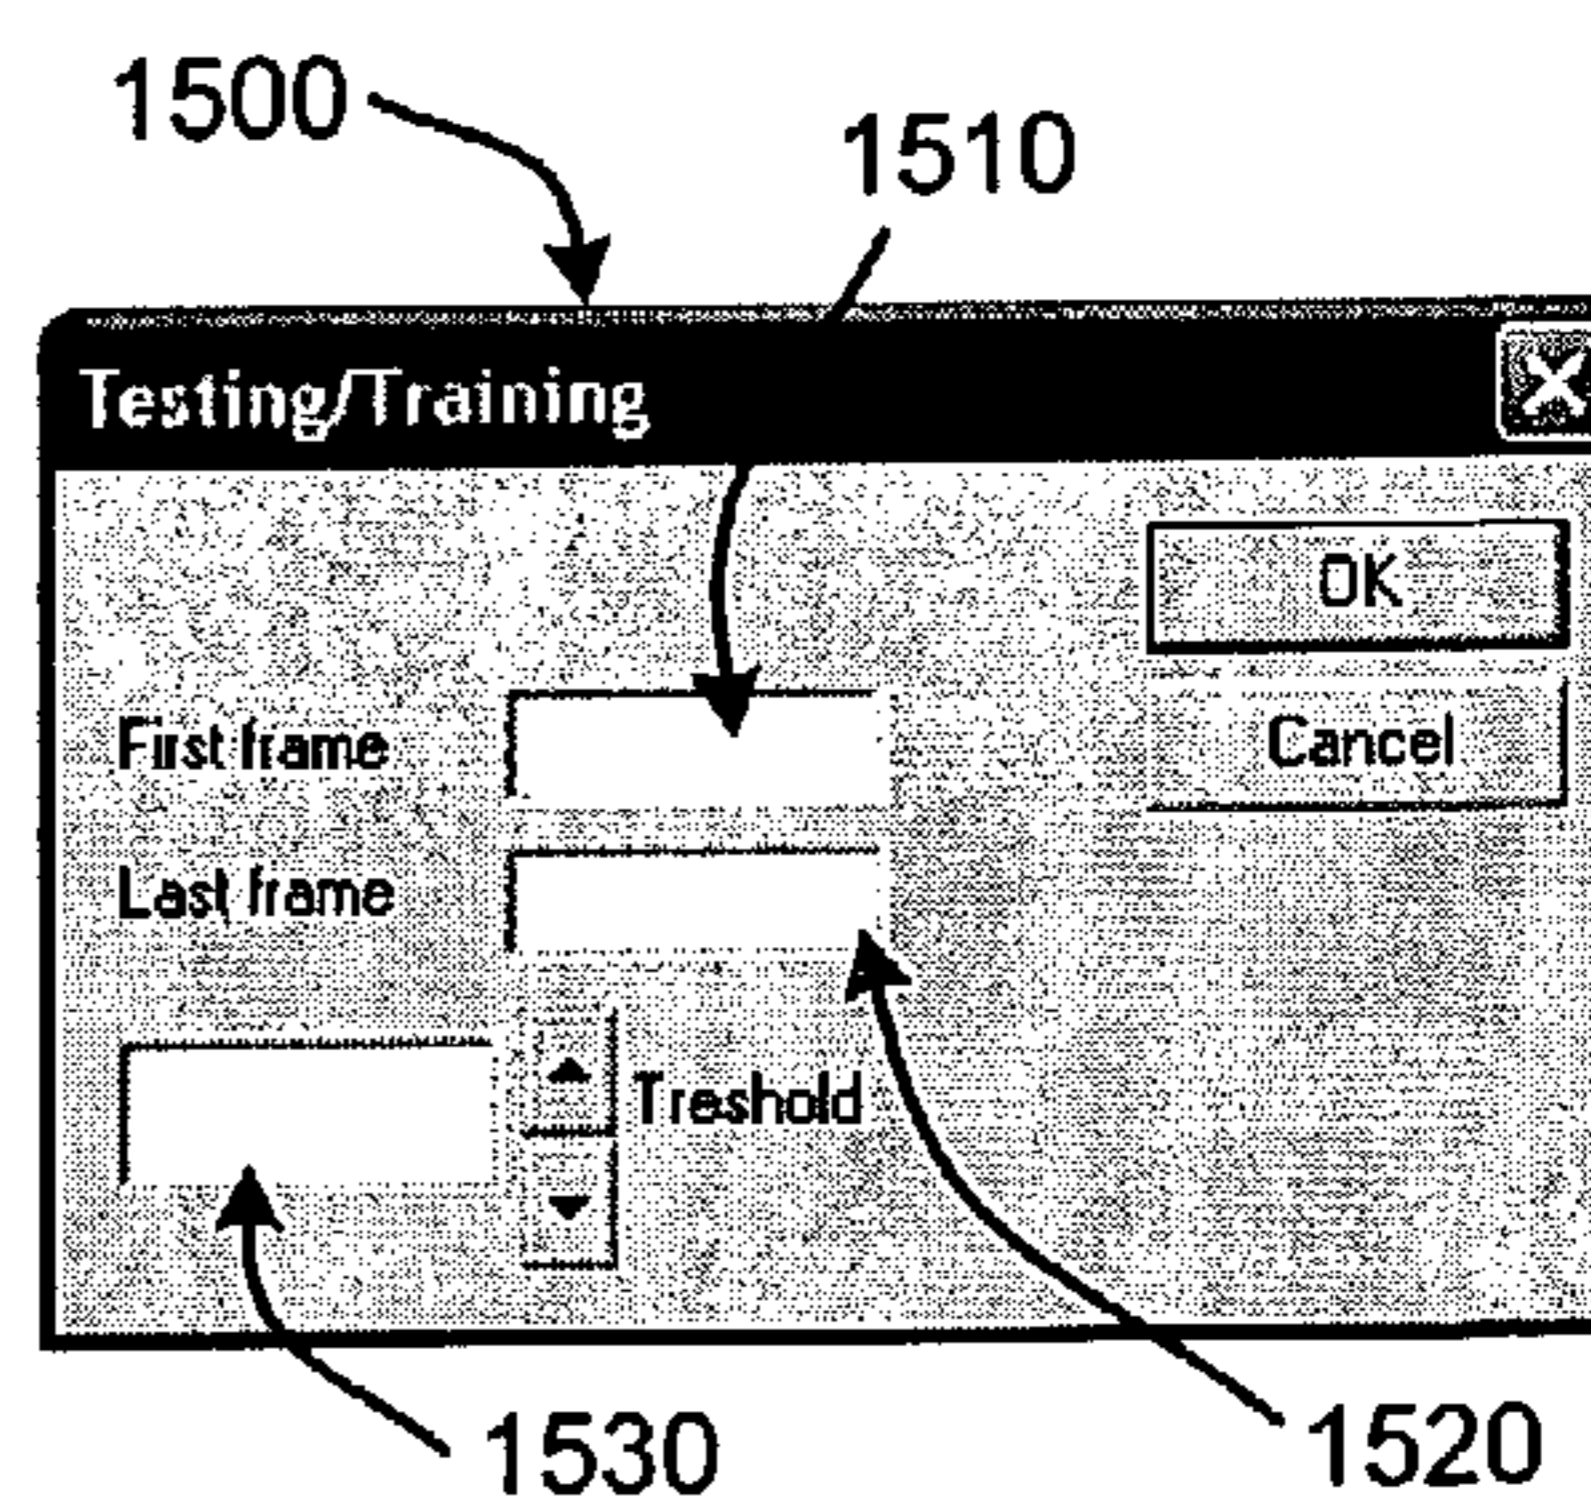 1500
1510
Testing/Training
OK
First frame
Cancel
Last frame
Treshold
1530
1520